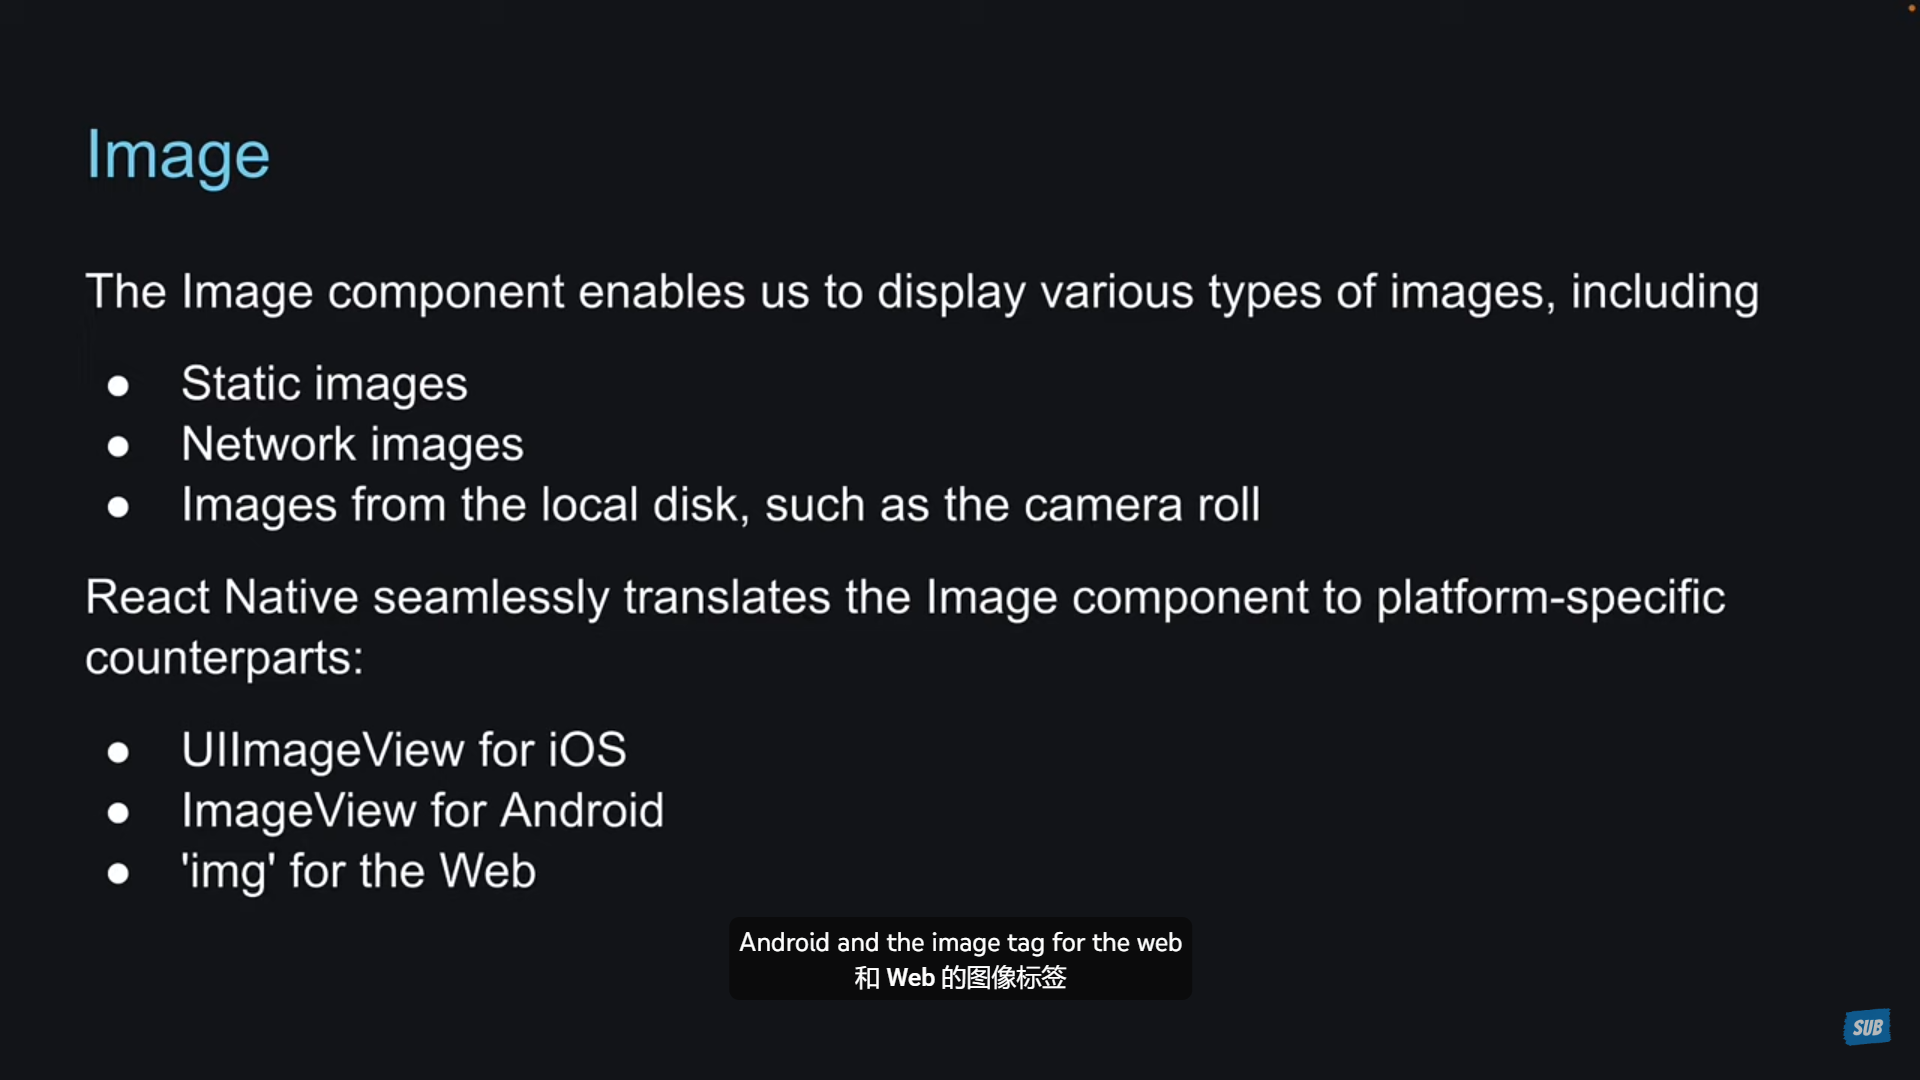 Image
The Image component enables us to display various types of images, including
● Static images
● Network images
● Images from the local disk, such as the camera roll
React Native seamlessly translates the Image component to platform-specific
counterparts:
● UIImageView for iOS
● ImageView for Android
● 'img' for the Web
Android and the image tag for the web
和 Web 的图像标签
SUB